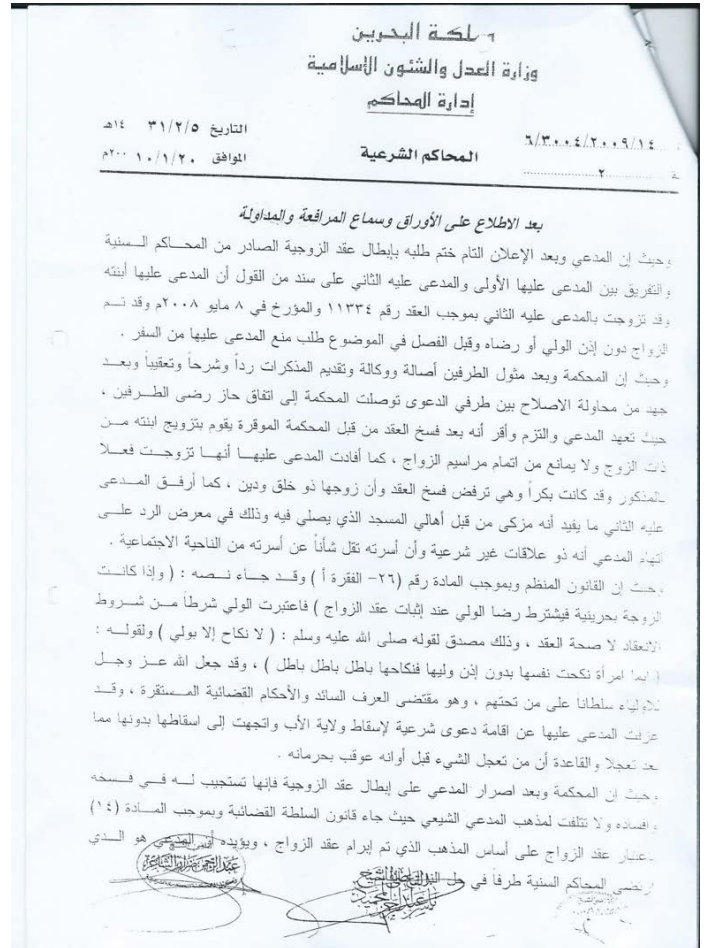 مملكة البحرين
وزارة العدل والشئون الإسلامية
إدارة المحاكم
التاريخ ٣١/٢/٥ ١٤هـ
٦/٣٠٠٤/٢٠٠٩/١٤
المحاكم الشرعية
الموافق ١٠/١/٢٠ ٢٠٠م
٢
بعد الاطلاع على الأوراق وسماع المرافعة والمداولة
وحيث إن المدعي وبعد الإعلان التام ختم طلبه بإبطال عقد الزوجية الصادر من المحاكم السنية
والتفريق بين المدعى عليها الأولى والمدعى عليه الثاني على سند من القول أن المدعى عليها أبنته
وقد تزوجت بالمدعى عليه الثاني بموجب العقد رقم ١١٣٣٤ والمؤرخ في ٨ مايو ٢٠٠٨م وقد تم
الزواج دون إذن الولي أو رضاه وقبل الفصل في الموضوع طلب منع المدعى عليها من السفر .
وحيث إن المحكمة وبعد مثول الطرفين أصالة ووكالة وتقديم المذكرات رداً وشرحاً وتعقيباً وبعد
جهد من محاولة الاصلاح بين طرفي الدعوى توصلت المحكمة إلى اتفاق حاز رضى الطرفين ،
حيث تعهد المدعي والتزم وأقر أنه بعد فسخ العقد من قبل المحكمة الموقرة يقوم بتزويج ابنته من
ذات الزوج ولا يمانع من اتمام مراسيم الزواج ، كما أفادت المدعى عليها أنها تزوجت فعلا
بالمذكور وقد كانت بكراً وهي ترفض فسخ العقد وأن زوجها ذو خلق ودين ، كما أرفق المدعى
عليه الثاني ما يفيد أنه مزكى من قبل أهالي المسجد الذي يصلي فيه وذلك في معرض الرد على
اتهام المدعي أنه ذو علاقات غير شرعية وأن أسرته تقل شأناً عن أسرته من الناحية الاجتماعية .
وحيث إن القانون المنظم وبموجب المادة رقم (٢٦- الفقرة أ ) وقد جاء نصه : ( وإذا كانت
الزوجة بحرينية فيشترط رضا الولي عند إثبات عقد الزواج ) فاعتبرت الولي شرطاً من شروط
الانعقاد لا صحة العقد ، وذلك مصدق لقوله صلى الله عليه وسلم : ( لا نكاح إلا بولي ) ولقوله :
( ايما امرأة نكحت نفسها بدون إذن وليها فنكاحها باطل باطل باطل ) ، وقد جعل الله عز وجل
للأولياء سلطاناً على من تحتهم ، وهو مقتضى العرف السائد والأحكام القضائية المستقرة ، وقد
عزفت المدعى عليها عن اقامة دعوى شرعية لإسقاط ولاية الأب واتجهت إلى اسقاطها بدونها مما
يعد تعجلا والقاعدة أن من تعجل الشيء قبل أوانه عوقب بحرمانه .
وحيث ان المحكمة وبعد اصرار المدعي على إبطال عقد الزوجية فإنها تستجيب له في فسخه
وافساده ولا تتلفت لمذهب المدعي الشيعي حيث جاء قانون السلطة القضائية وبموجب المادة (١٤)
باعتبار عقد الزواج على أساس المذهب الذي تم إبرام عقد الزواج ، ويؤيده أن المدعي هو الذي
ارتضى المحاكم السنية طرفاً في حل